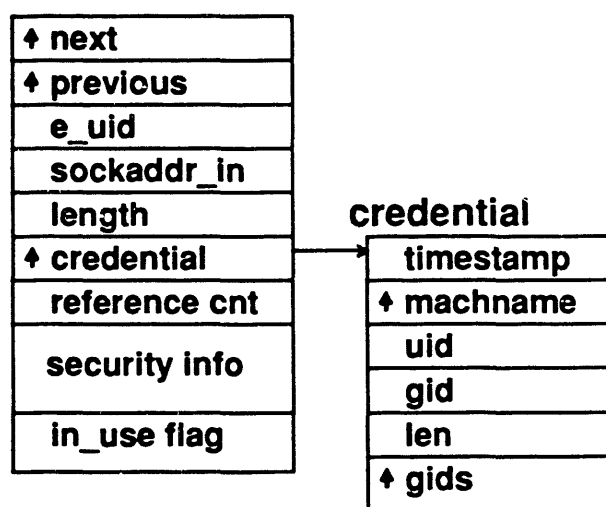 next
previous
e_uid
sockaddr_in
length
credential
reference cnt
security info
in_use flag
credential
timestamp
machname
uid
gid
len
gids